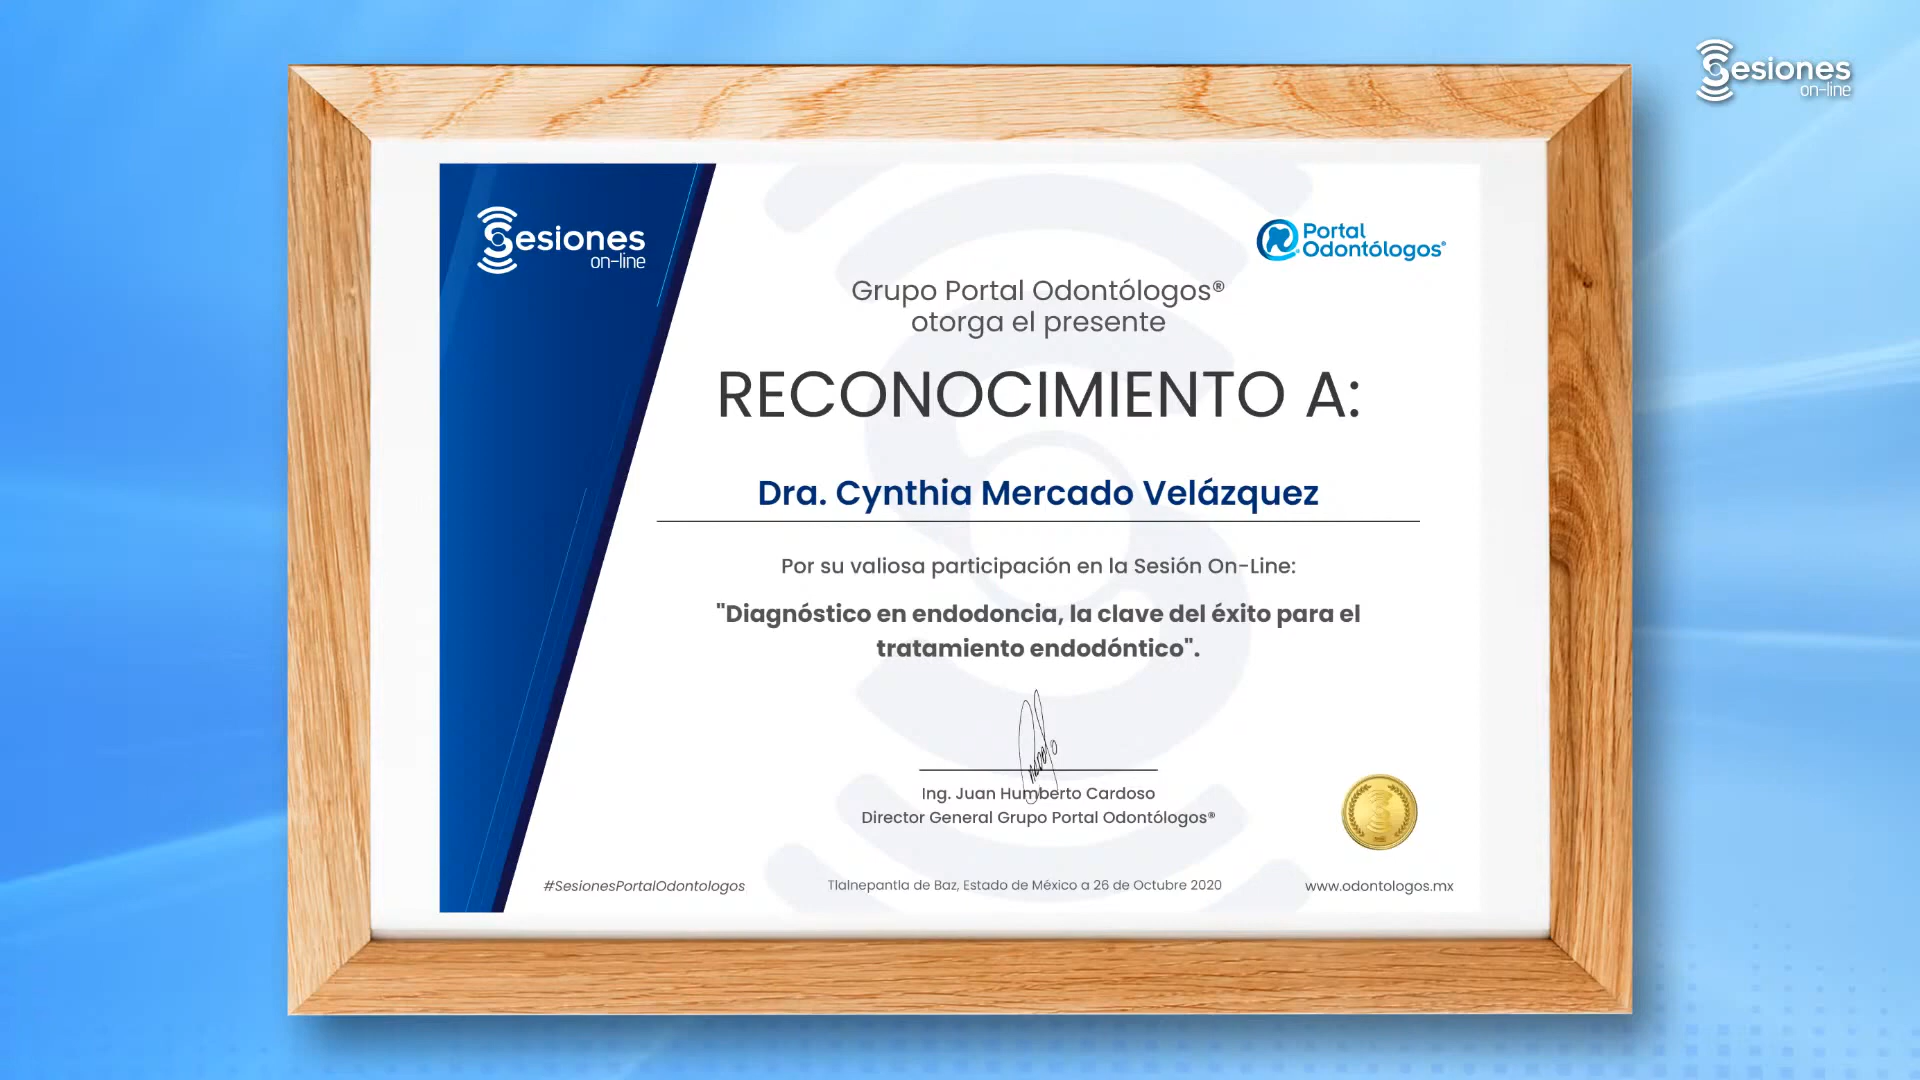 Sesiones
on-line
Sesiones
on-line
Portal
Odontólogos®
Grupo Portal Odontólogos®
otorga el presente
RECONOCIMIENTO A:
Dra. Cynthia Mercado Velázquez
Por su valiosa participación en la Sesión On-Line:
"Diagnóstico en endodoncia, la clave del éxito para el
tratamiento endodóntico".
Ing. Juan Humberto Cardoso
Director General Grupo Portal Odontólogos®
#SesionesPortalOdontologos
Tlalnepantla de Baz, Estado de México a 26 de Octubre 2020
www.odontologos.mx